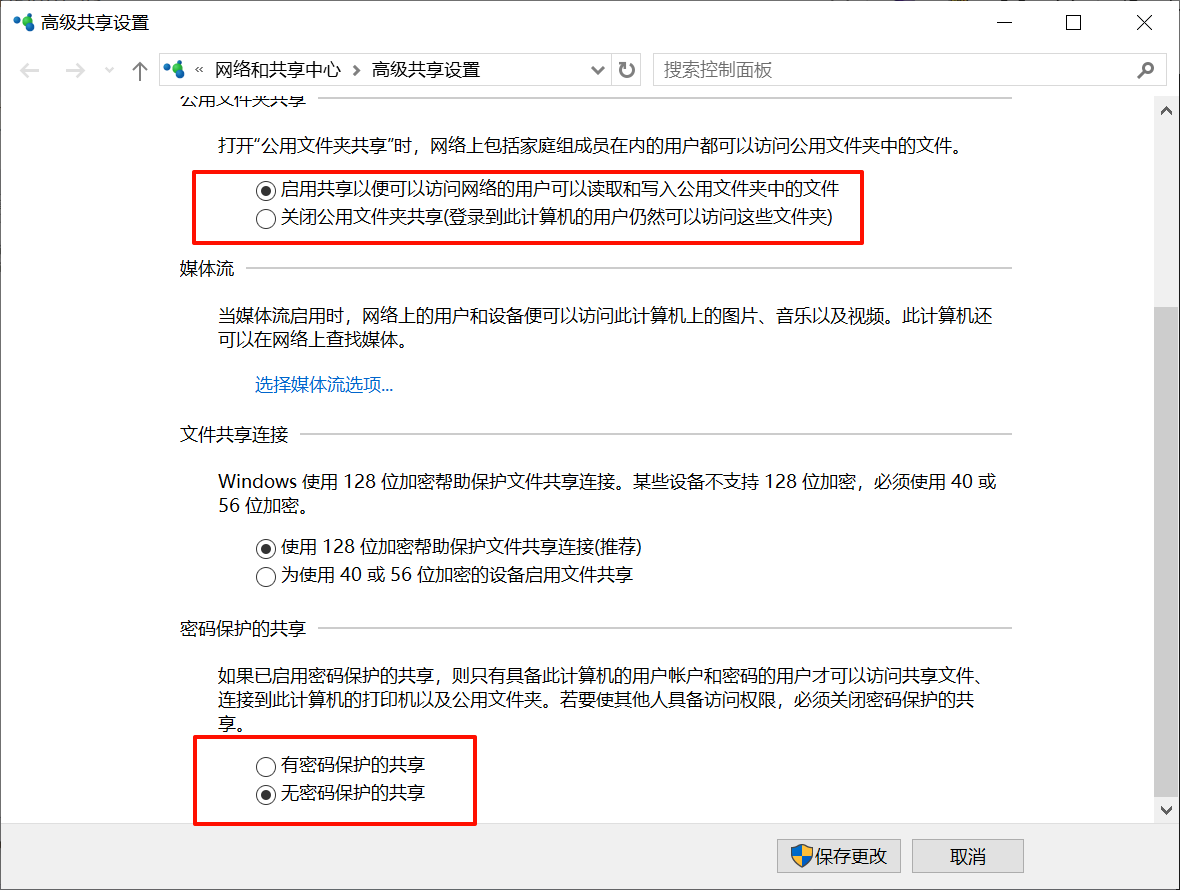 高级共享设置
« 网络和共享中心 > 高级共享设置
搜索控制面板
公用文件夹共享
打开“公用文件夹共享”时，网络上包括家庭组成员在内的用户都可以访问公用文件夹中的文件。
启用共享以便可以访问网络的用户可以读取和写入公用文件夹中的文件
关闭公用文件夹共享(登录到此计算机的用户仍然可以访问这些文件夹)
媒体流
当媒体流启用时，网络上的用户和设备便可以访问此计算机上的图片、音乐以及视频。此计算机还
可以在网络上查找媒体。
选择媒体流选项...
文件共享连接
Windows 使用 128 位加密帮助保护文件共享连接。某些设备不支持 128 位加密，必须使用 40 或
56 位加密。
使用 128 位加密帮助保护文件共享连接(推荐)
为使用 40 或 56 位加密的设备启用文件共享
密码保护的共享
如果已启用密码保护的共享，则只有具备此计算机的用户帐户和密码的用户才可以访问共享文件、
连接到此计算机的打印机以及公用文件夹。若要使其他人具备访问权限，必须关闭密码保护的共
享。
有密码保护的共享
无密码保护的共享
保存更改
取消